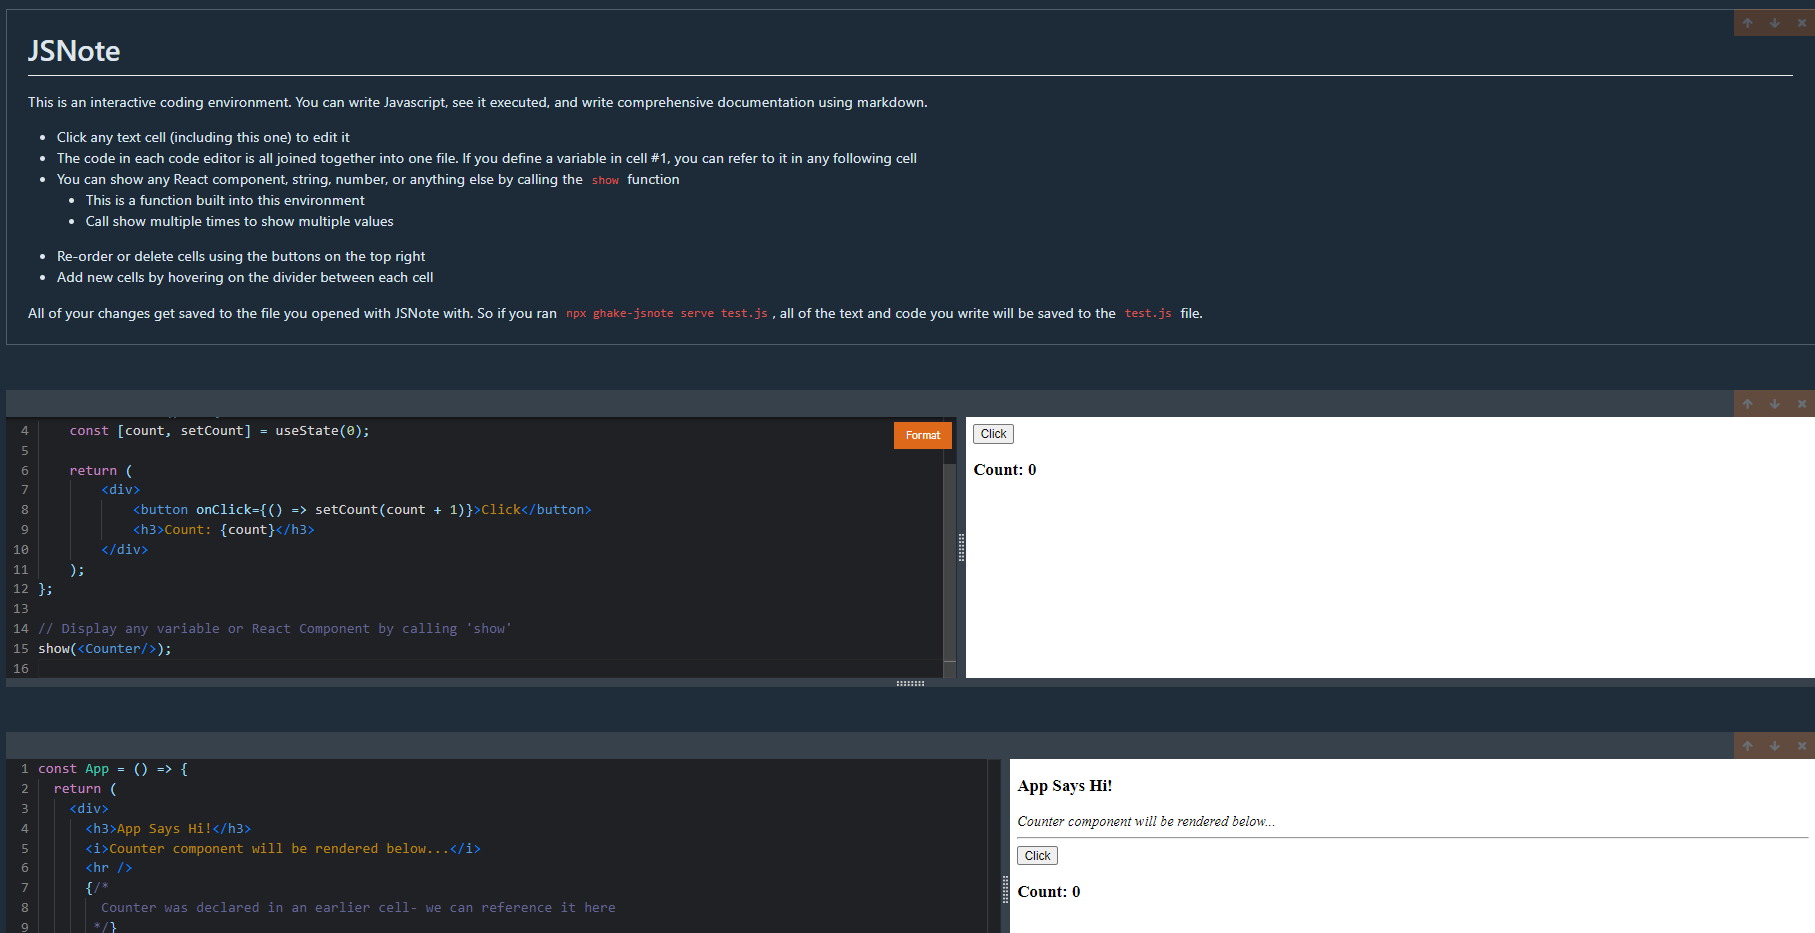 JSNote
This is an interactive coding environment. You can write Javascript, see it executed, and write comprehensive documentation using markdown.
Click any text cell (including this one) to edit it
The code in each code editor is all joined together into one file. If you define a variable in cell #1, you can refer to it in any following cell
You can show any React component, string, number, or anything else by calling the show function
This is a function built into this environment
Call show multiple times to show multiple values
Re-order or delete cells using the buttons on the top right
Add new cells by hovering on the divider between each cell
All of your changes get saved to the file you opened with JSNote with. So if you ran npx ghake-jsnote serve test.js, all of the text and code you write will be saved to the test.js file.
4 const [count, setCount] = useState(0);
5
6 return (
7 <div>
8 <button onClick={() => setCount(count + 1)}>Click</button>
9 <h3>Count: {count}</h3>
10 </div>
11 );
12 };
13
14 // Display any variable or React Component by calling 'show'
15 show(<Counter/>);
16
Format
Click
Count: 0
1 const App = () => {
2 return (
3 <div>
4 <h3>App Says Hi!</h3>
5 <i>Counter component will be rendered below...</i>
6 <hr />
7 {/*
8 Counter was declared in an earlier cell- we can reference it here
9 */}
App Says Hi!
Counter component will be rendered below...
Click
Count: 0